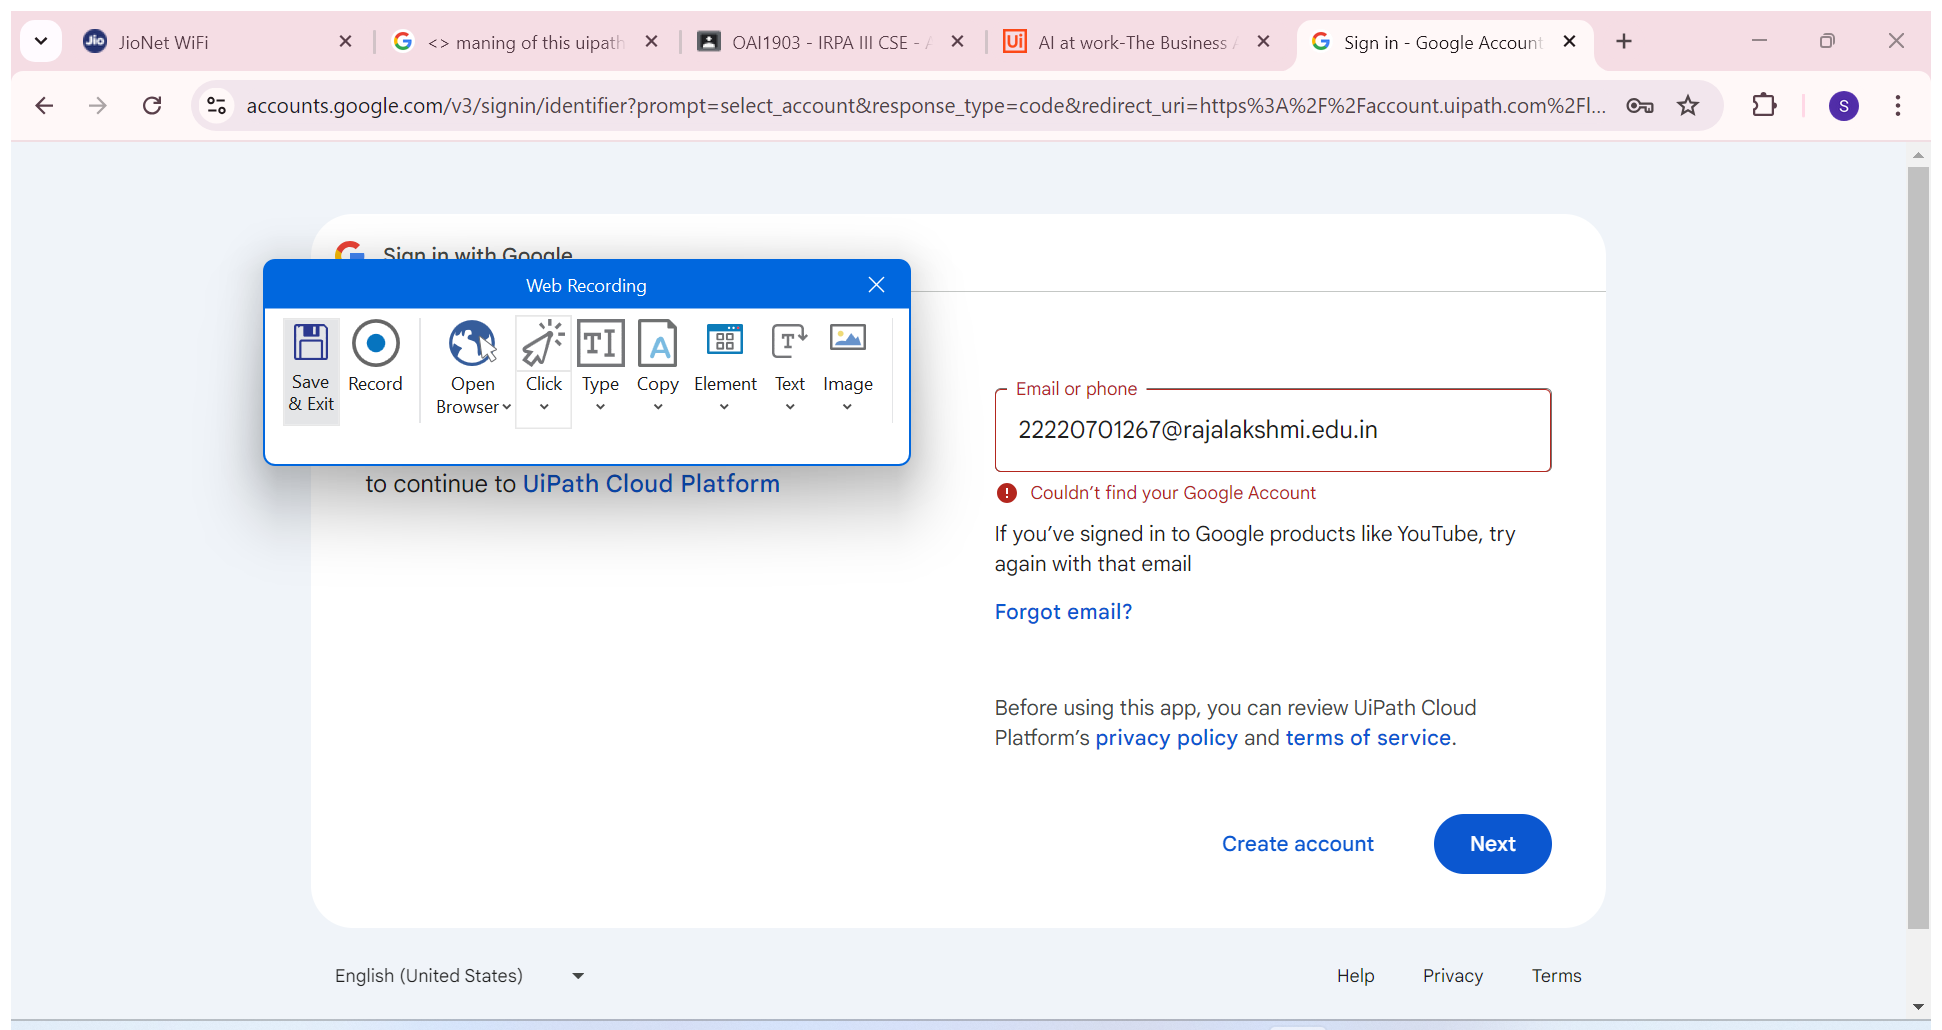 JioNet WiFi
<> maning of this uipath
OAI1903 - IRPA III CSE - A
AI at work-The Business A
Sign in - Google Account
accounts.google.com/v3/signin/identifier?prompt=select_account&response_type=code&redirect_uri=https%3A%2F%2Faccount.uipath.com%2Fl...
S
Sign in with Google
Web Recording
Save & Exit
Record
Open Browser
Click
Type
Copy
Element
Text
Image
to continue to UiPath Cloud Platform
Email or phone
22220701267@rajalakshmi.edu.in
Couldn't find your Google Account
If you've signed in to Google products like YouTube, try
again with that email
Forgot email?
Before using this app, you can review UiPath Cloud
Platform's privacy policy and terms of service.
Create account
Next
English (United States)
Help
Privacy
Terms